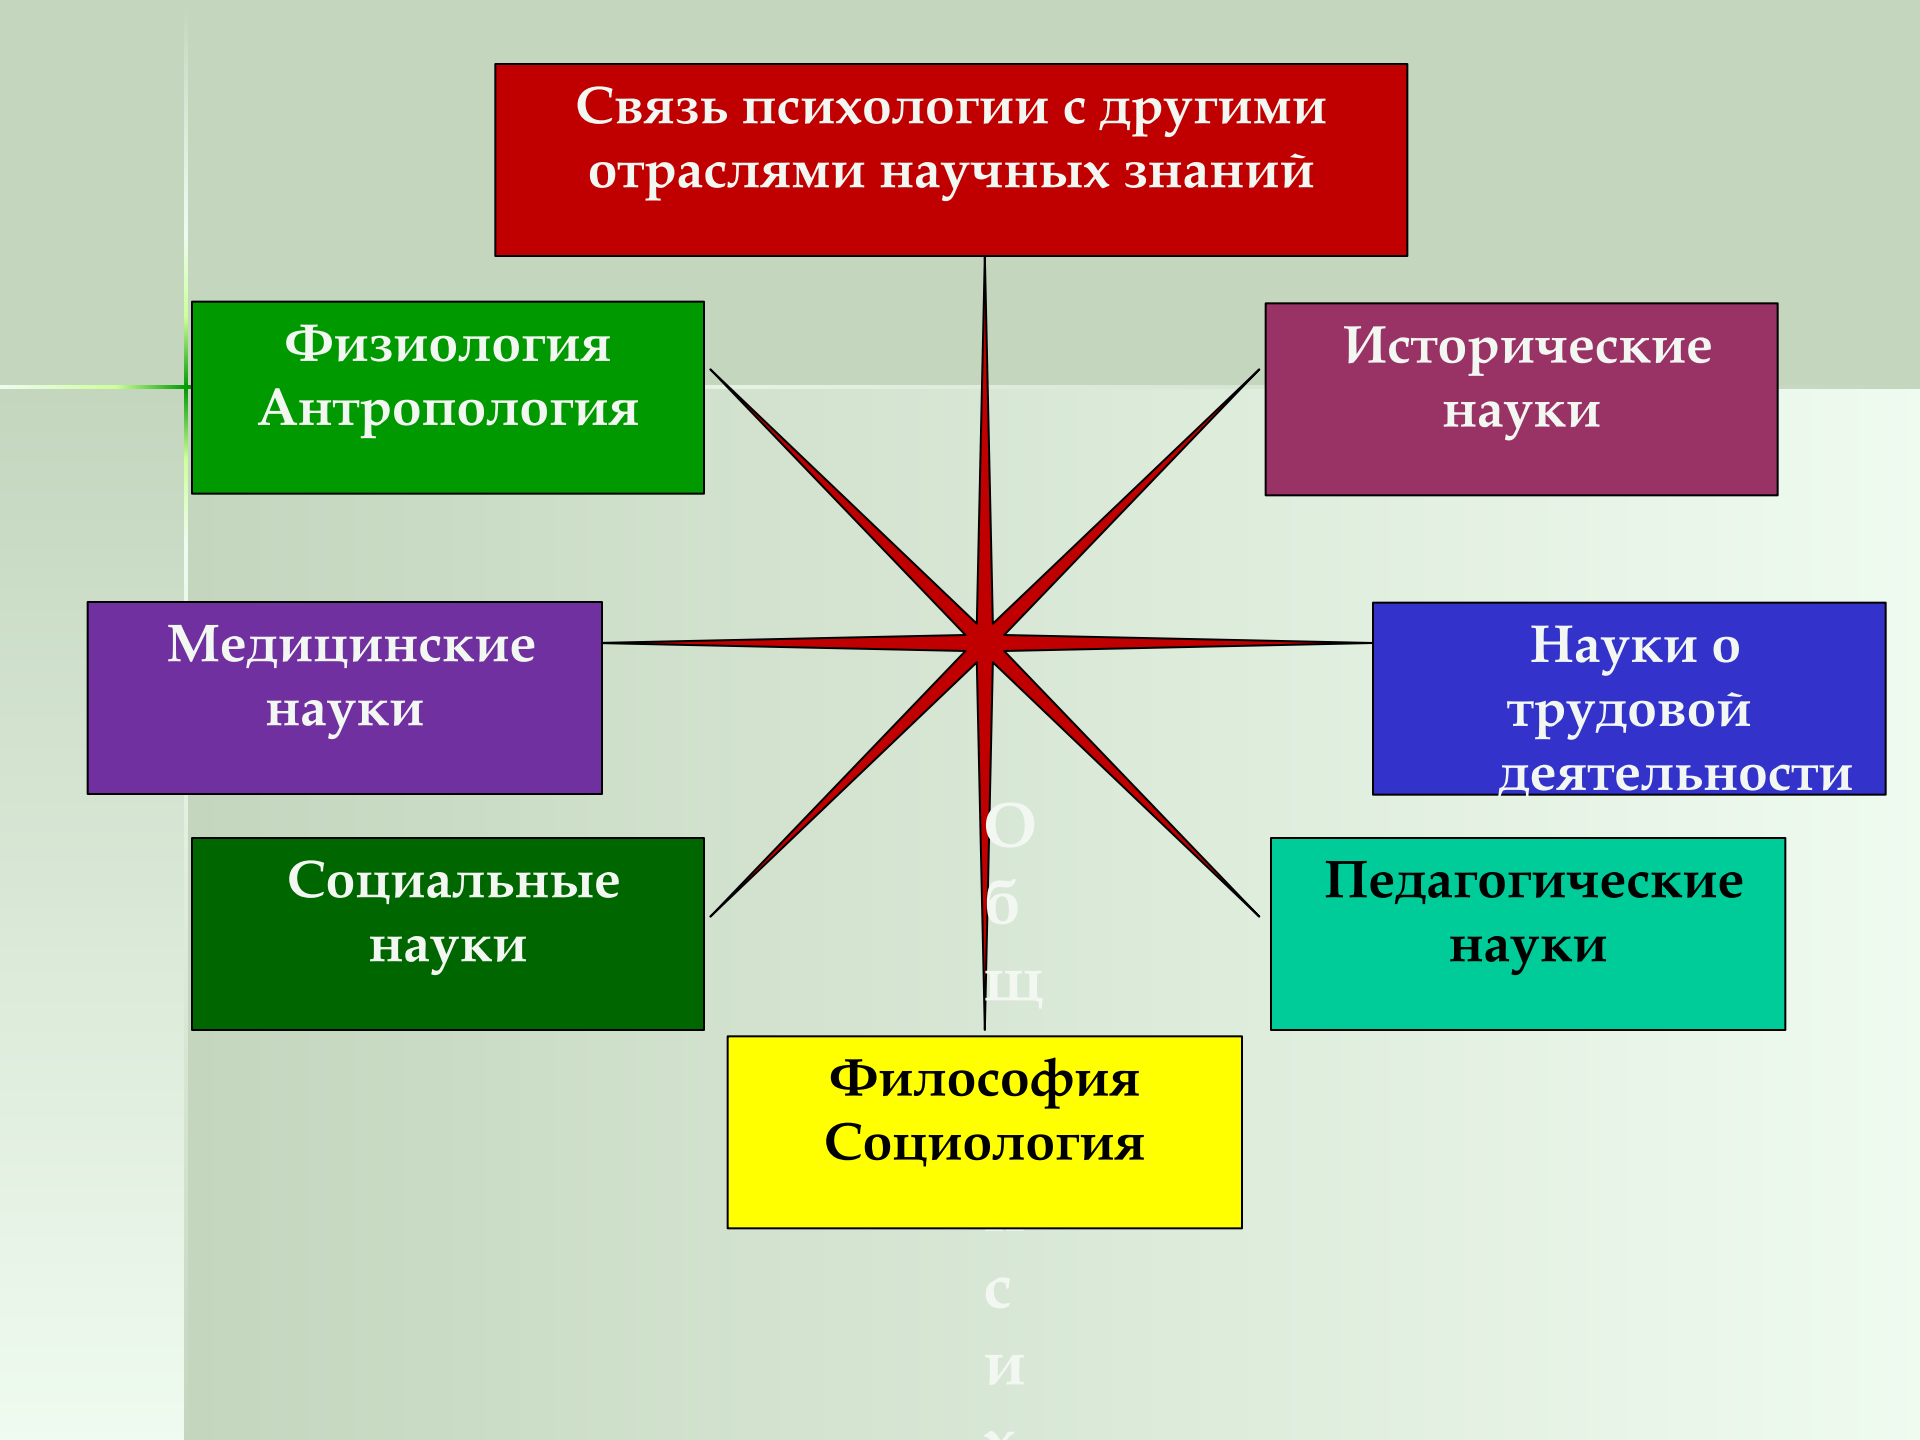 Связь психологии с другими
отраслями научных знаний
Физиология
Антропология
Исторические
науки
Медицинские
науки
Науки о
трудовой
деятельности
Социальные
науки
Педагогические
науки
О
б
щ
Философия
Социология
с
и